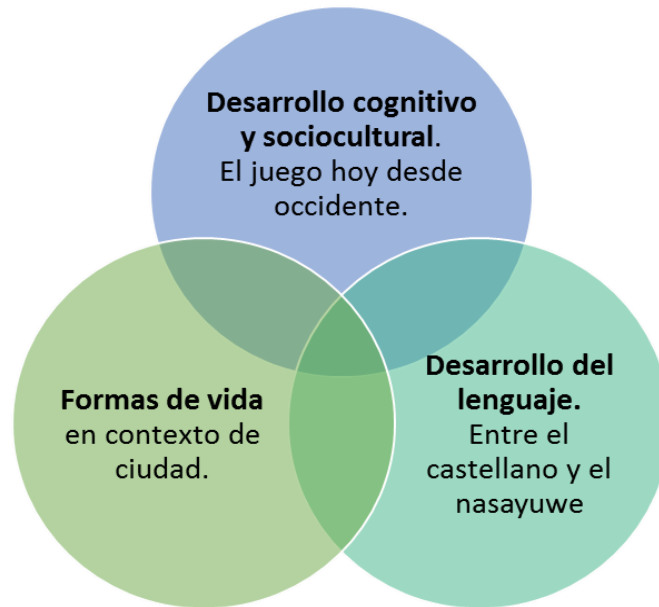 Desarrollo cognitivo
y sociocultural.
El juego hoy desde
occidente.
Formas de vida
en contexto de
ciudad.
Desarrollo del
lenguaje.
Entre el
castellano y el
nasayuwe